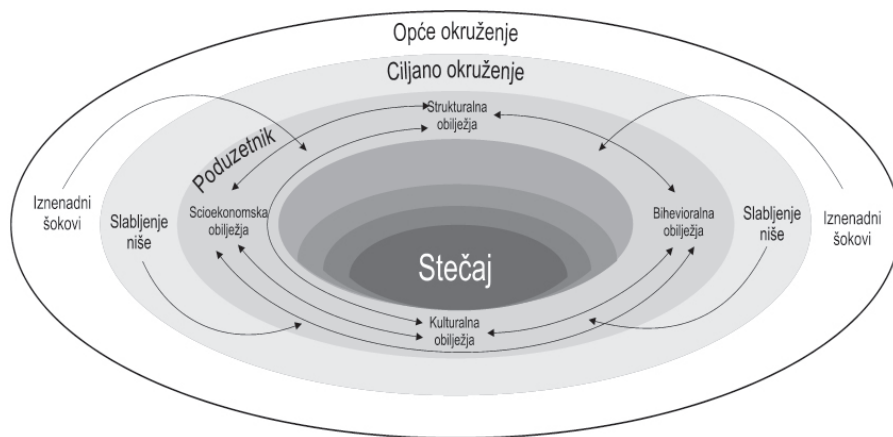 Opće okruženje
Ciljano okruženje
Strukturalna
obilježja
Poduzetnik
Iznenadni
šokovi
Slabljenje
niše
Scioekonomska
obilježja
Bihevioralna
obilježja
Slabljenje
niše
Iznenadni
šokovi
Stečaj
Kulturalna
obilježja